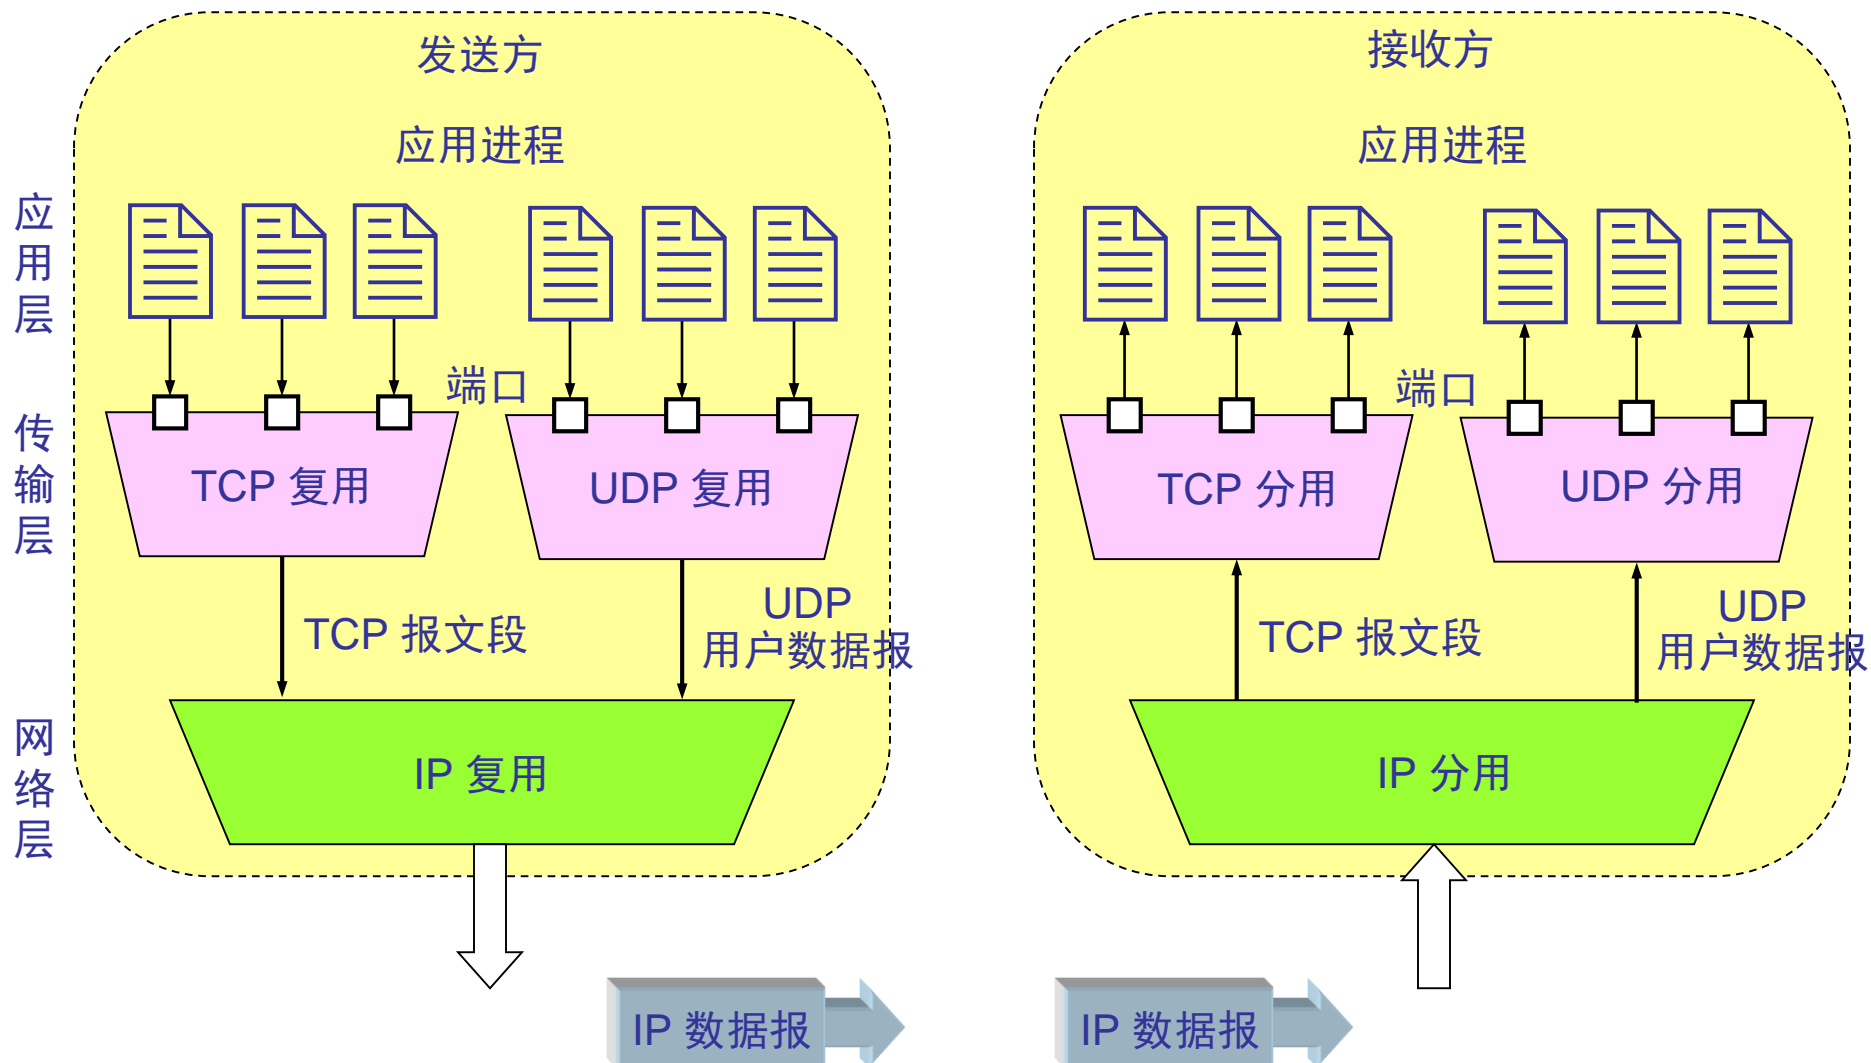 发送方
应用进程
接收方
应用进程
应用层
端口
端口
传输层
TCP 复用
UDP 复用
TCP 分用
UDP 分用
TCP 报文段
UDP
用户数据报
TCP 报文段
UDP
用户数据报
网络层
IP 复用
IP 分用
IP 数据报
IP 数据报